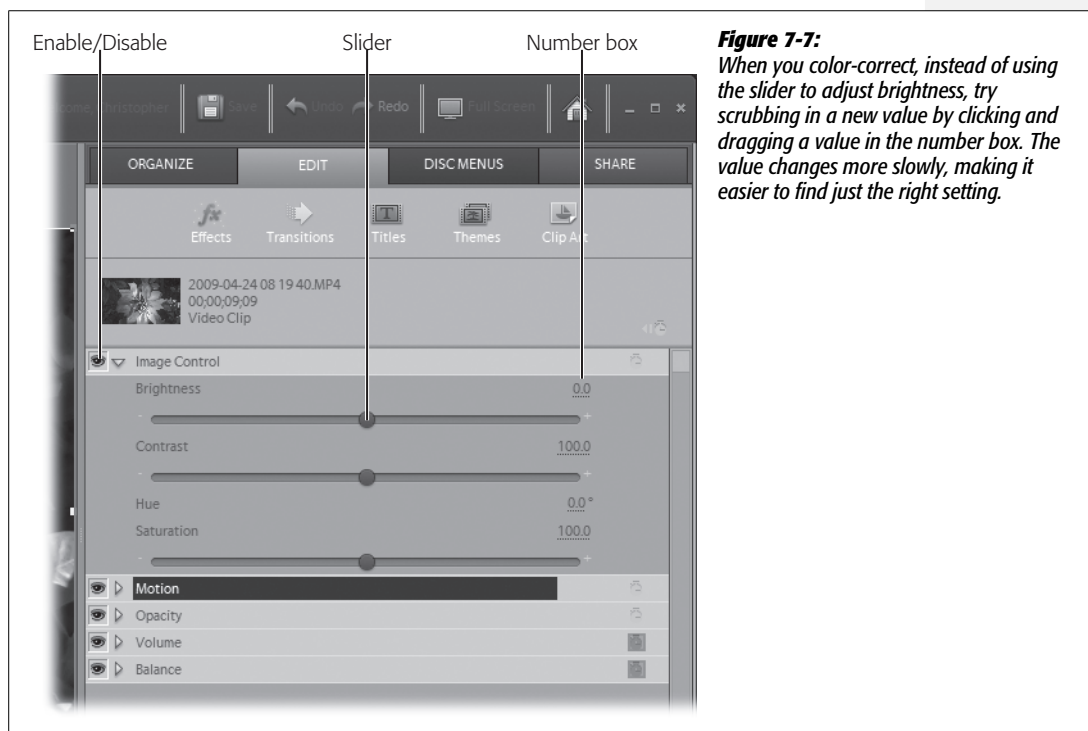 Enable/Disable
Slider
Number box
Figure 7-7:
When you color-correct, instead of using
the slider to adjust brightness, try
scrubbing in a new value by clicking and
dragging a value in the number box. The
value changes more slowly, making it
easier to find just the right setting.
Christopher
Save
Undo
Redo
Full Screen
ORGANIZE
EDIT
DISC MENUS
SHARE
fx
T
Effects
Transitions
Titles
Themes
Clip Art
2009-04-24 08 19 40.MP4
00;00;09;09
Video Clip
Image Control
Brightness
0.0
- +
Contrast
100.0
- +
Hue
0.0 °
Saturation
100.0
- +
Motion
Opacity
Volume
Balance